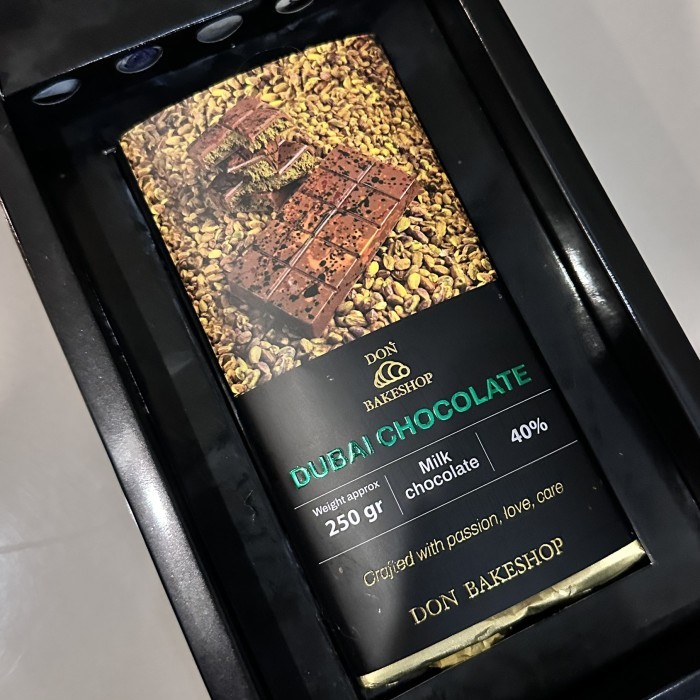 DON
BAKESHOP
DUBAI CHOCOLATE
Weight approx
250 gr
Milk
chocolate
40%
Crafted with passion, love, care
DON BAKESHOP